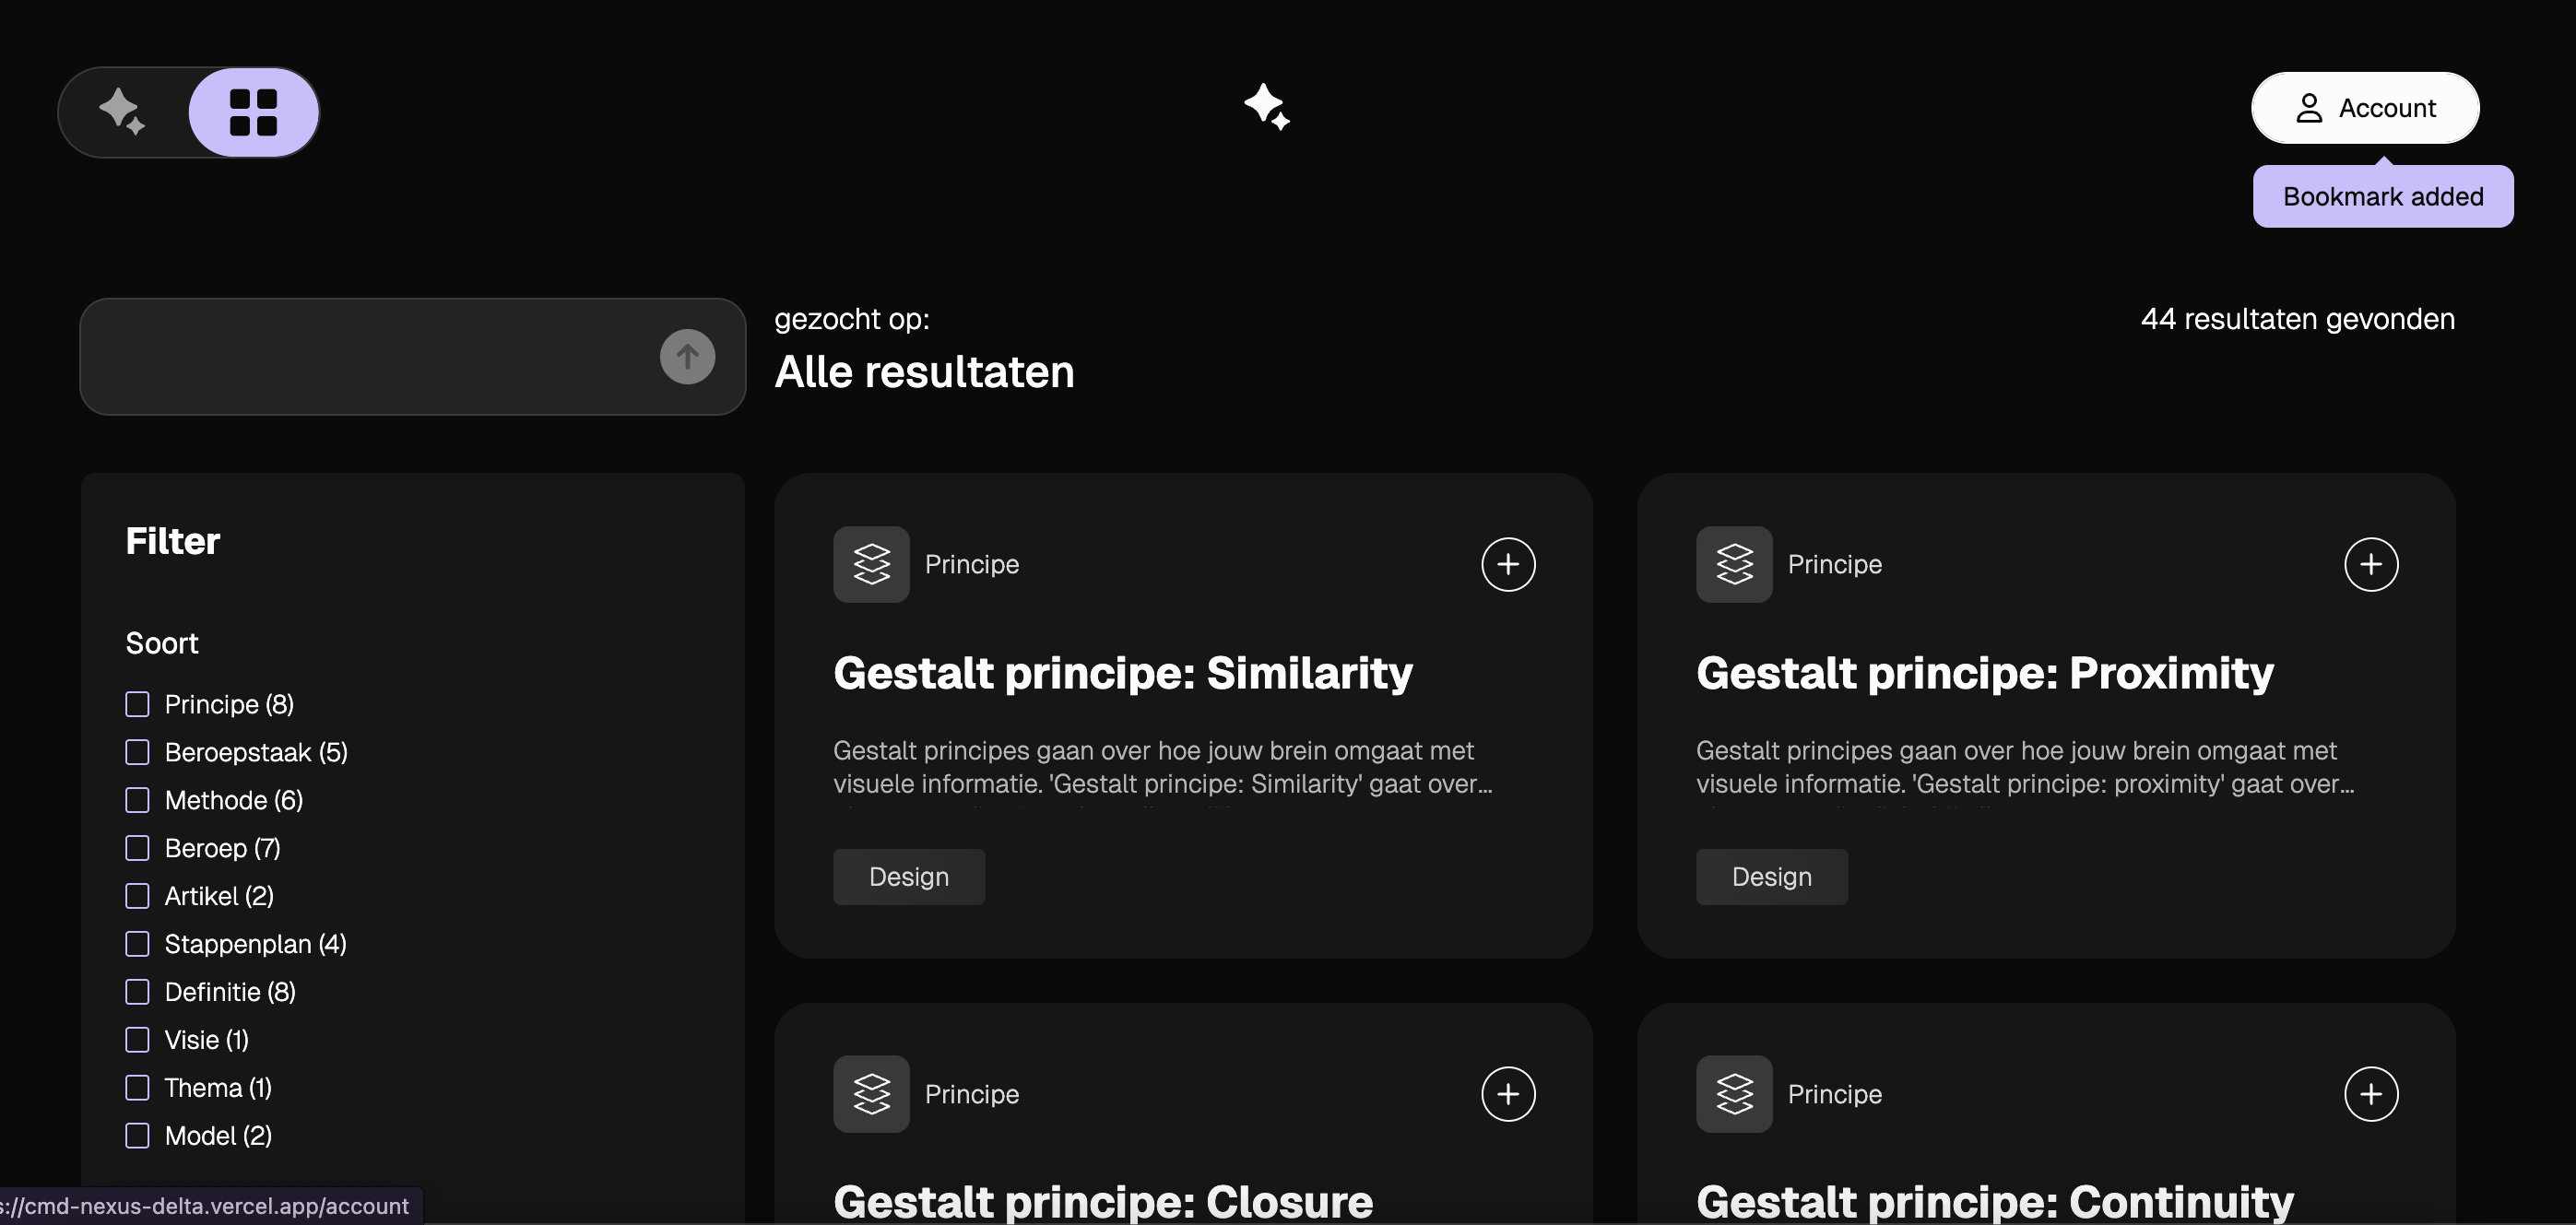 Account
Bookmark added
gezocht op:
Alle resultaten
44 resultaten gevonden
Filter
Soort
Principe (8)
Beroepstaak (5)
Methode (6)
Beroep (7)
Artikel (2)
Stappenplan (4)
Definitie (8)
Visie (1)
Thema (1)
Model (2)
Principe
Gestalt principe: Similarity
Gestalt principes gaan over hoe jouw brein omgaat met
visuele informatie. 'Gestalt principe: Similarity' gaat over...
Design
Principe
Gestalt principe: Proximity
Gestalt principes gaan over hoe jouw brein omgaat met
visuele informatie. 'Gestalt principe: proximity' gaat over...
Design
Principe
Gestalt principe: Closure
Principe
Gestalt principe: Continuity
s://cmd-nexus-delta.vercel.app/account